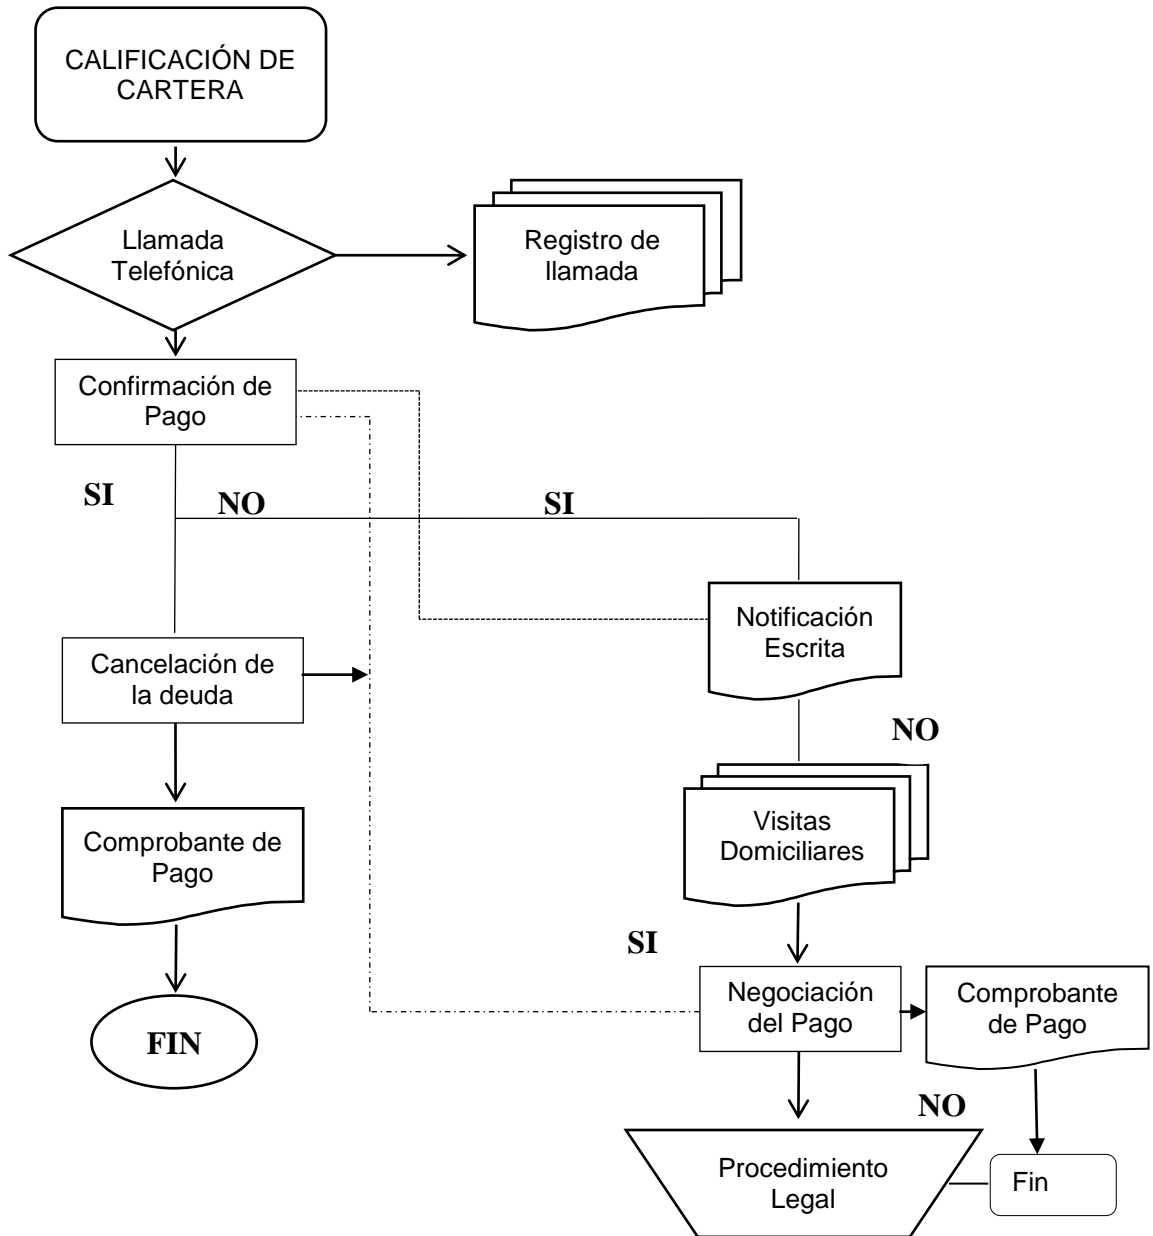 CALIFICACIÓN DE
CARTERA
Llamada
Telefónica
Registro de
llamada
Confirmación de
Pago
SI
NO
SI
Notificación
Escrita
Cancelación de
la deuda
NO
Visitas
Domiciliares
Comprobante de
Pago
SI
Negociación
del Pago
Comprobante
de Pago
FIN
NO
Procedimiento
Legal
Fin